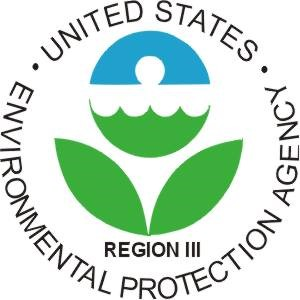 • UNITED STATES •
ENVIRONMENTAL PROTECTION AGENCY
REGION III